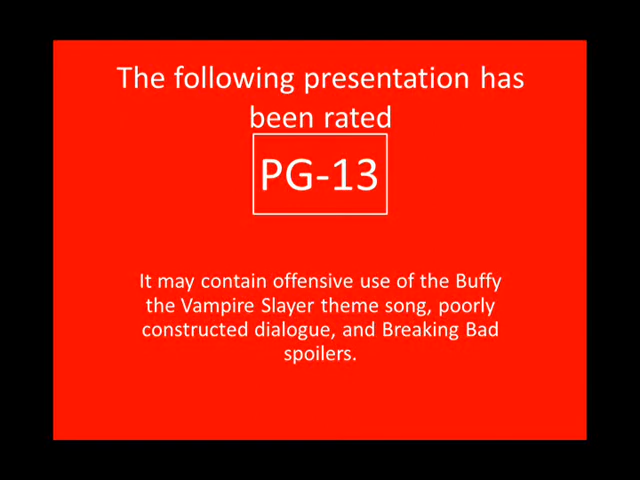 The following presentation has
been rated
PG-13
It may contain offensive use of the Buffy
the Vampire Slayer theme song, poorly
constructed dialogue, and Breaking Bad
spoilers.